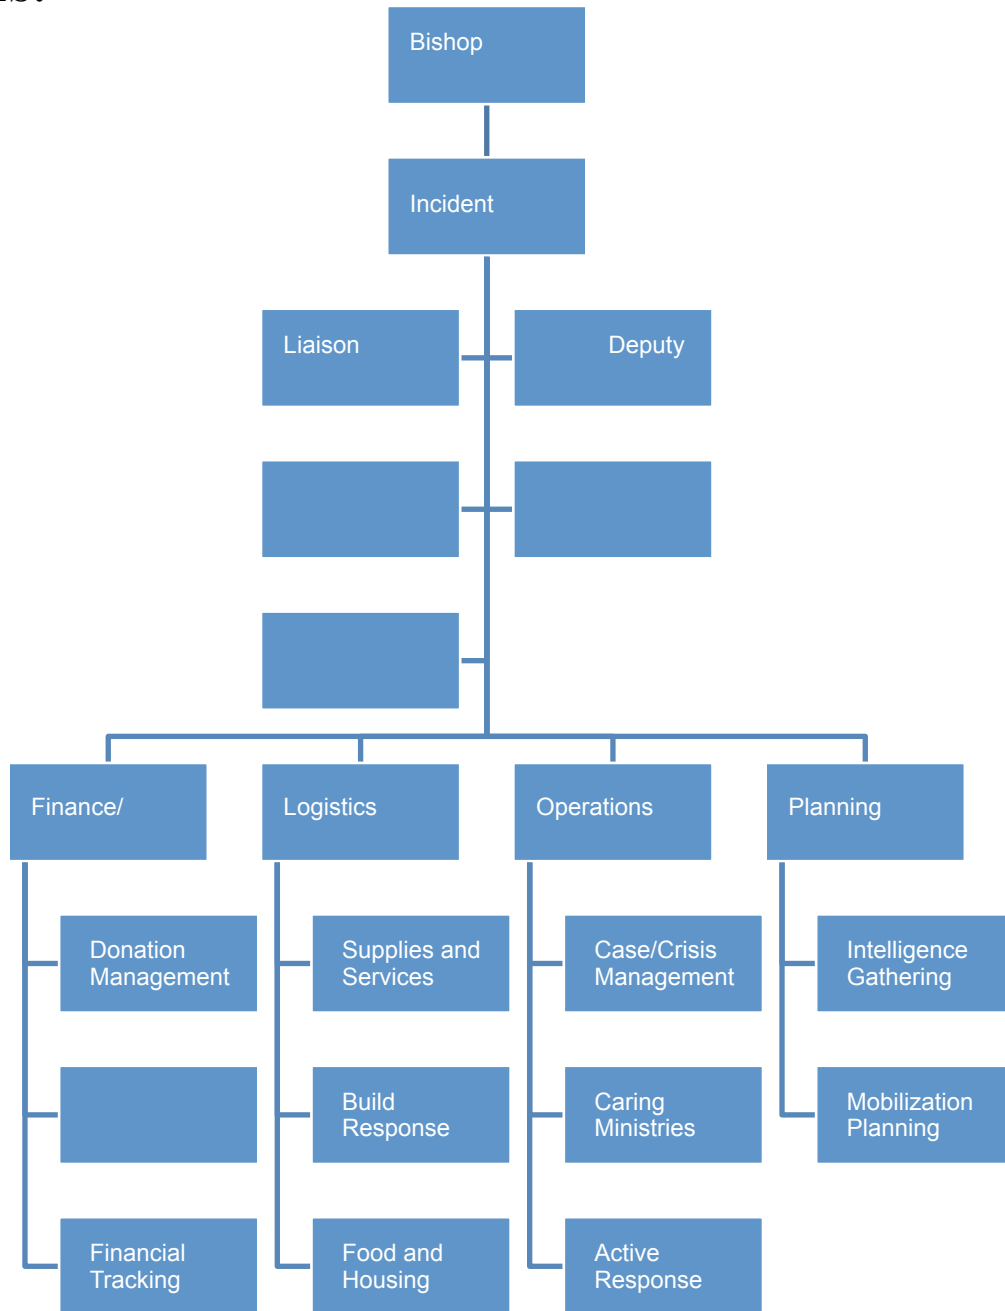 Bishop
Incident
Liaison
Deputy
Finance/
Logistics
Operations
Planning
Donation
Management
Supplies and
Services
Case/Crisis
Management
Intelligence
Gathering
Build
Response
Caring
Ministries
Mobilization
Planning
Financial
Tracking
Food and
Housing
Active
Response